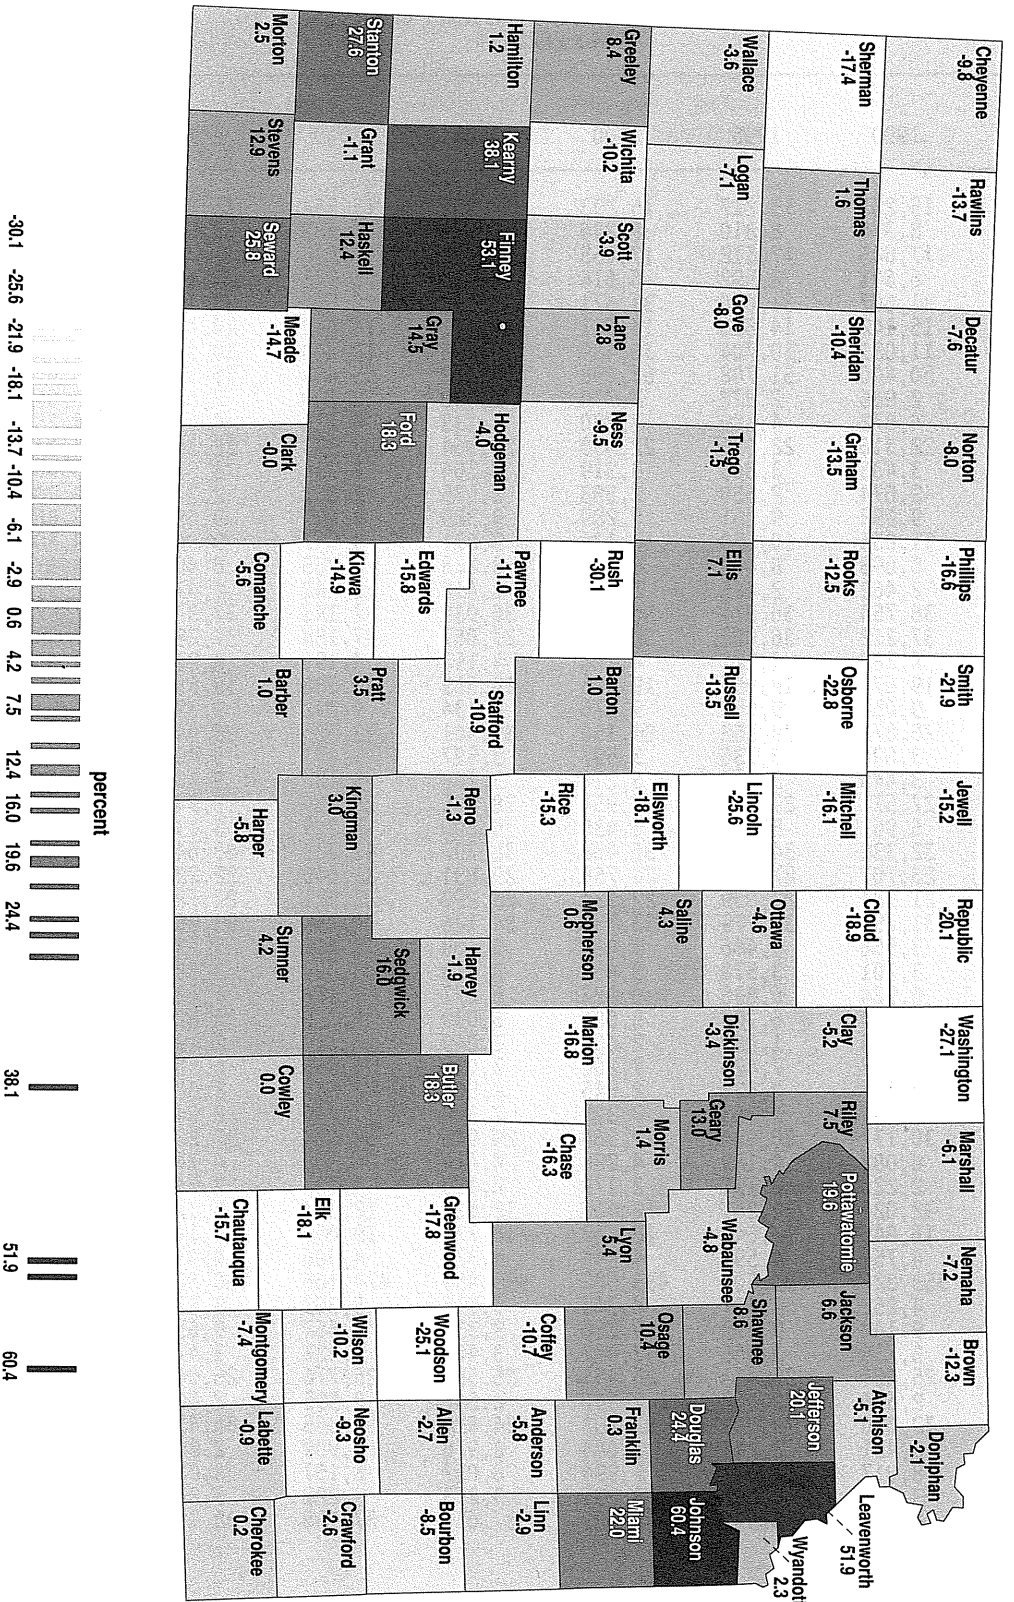 Cheyenne
-9.8
Rawlins
-13.7
Decatur
-7.6
Norton
-8.0
Phillips
-16.6
Smith
-21.9
Jewell
-15.2
Republic
-20.1
Washington
-27.1
Marshall
-6.1
Nemaha
-7.2
Brown
-12.3
Doniphan
-2.1
Sherman
-17.4
Thomas
1.6
Sheridan
-10.4
Graham
-13.5
Rooks
-12.5
Osborne
-22.8
Mitchell
-16.1
Cloud
-18.9
Clay
-5.2
Riley
7.5
Pottawatomie
19.6
Jackson
6.6
Atchison
-5.1
Leavenworth
51.9
Wallace
-3.6
Logan
-7.1
Gove
-8.0
Trego
-1.5
Ellis
7.1
Russell
-13.5
Lincoln
-25.6
Ottawa
-4.6
Dickinson
-3.4
Geary
13.0
Wabaunsee
-4.8
Shawnee
8.6
Jefferson
20.1
Wyandott
2.3
Ellsworth
-18.1
Saline
4.3
Morris
1.4
Osage
10.4
Douglas
24.4
Johnson
60.4
Greeley
8.4
Wichita
-10.2
Scott
-3.9
Lane
2.8
Ness
-9.5
Rush
-30.1
Barton
1.0
Rice
-15.3
Mcpherson
0.6
Marion
-16.8
Chase
-16.3
Lyon
5.4
Franklin
0.3
Miami
22.0
Hamilton
1.2
Kearny
38.1
Finney
53.1
Hodgeman
-4.0
Pawnee
-11.0
Stafford
-10.9
Reno
-1.3
Harvey
-1.9
Butler
18.3
Greenwood
-17.8
Coffey
-10.7
Anderson
-5.8
Linn
-2.9
Stanton
27.6
Grant
-1.1
Haskell
12.4
Gray
14.5
Ford
18.3
Edwards
-15.8
Kiowa
-14.9
Pratt
3.5
Kingman
3.0
Sedgwick
16.0
Elk
-18.1
Woodson
-25.1
Allen
-2.7
Bourbon
-8.5
Wilson
-10.2
Neosho
-9.3
Crawford
-2.6
Morton
2.5
Stevens
12.9
Seward
25.8
Meade
-14.7
Clark
-0.0
Comanche
-5.6
Barber
1.0
Harper
-5.8
Sumner
4.2
Cowley
0.0
Chautauqua
-15.7
Montgomery
-7.4
Labette
-0.9
Cherokee
0.2
percent
-30.1 -25.6 -21.9 -18.1 -13.7 -10.4 -6.1 -2.9 0.6 4.2 7.5 12.4 16.0 19.6 24.4 38.1 51.9 60.4